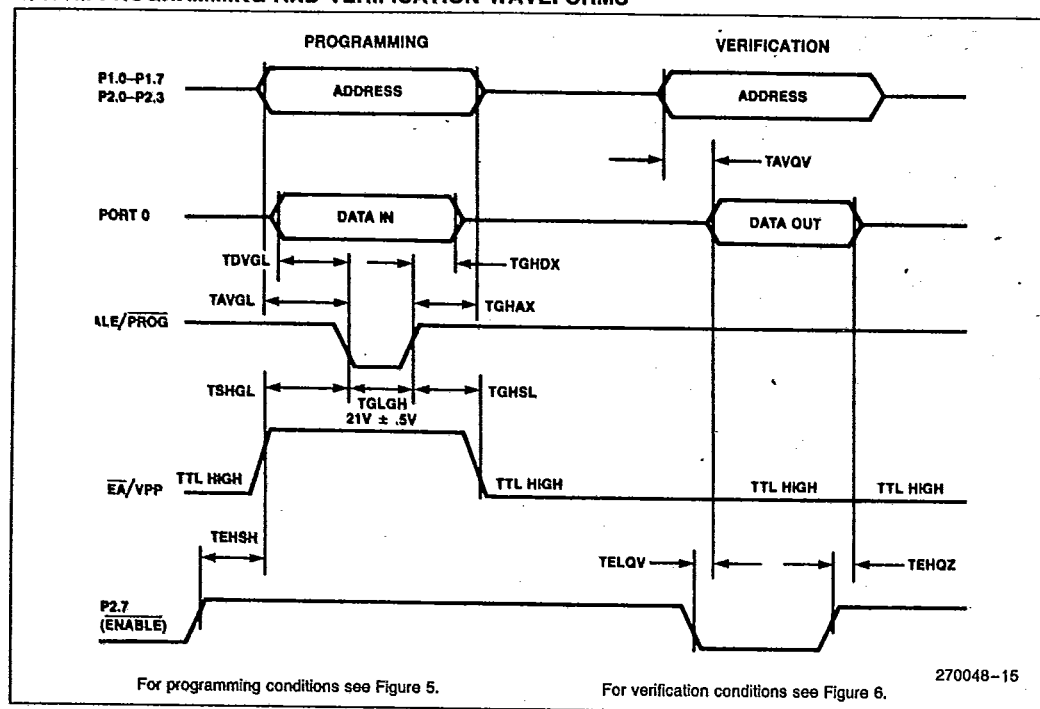 PROGRAMMING
VERIFICATION
P1.0–P1.7
P2.0–P2.3
ADDRESS
ADDRESS
TAVQV
PORT 0
DATA IN
DATA OUT
TDVGL
TGHDX
TAVGL
TGHAX
ALE/PROG
TSHGL
TGLGH
TGHSL
21V ± .5V
EA/VPP
TTL HIGH
TTL HIGH
TTL HIGH
TTL HIGH
TEHSH
TELQV
TEHQZ
P2.7
(ENABLE)
270048–15
For programming conditions see Figure 5.
For verification conditions see Figure 6.